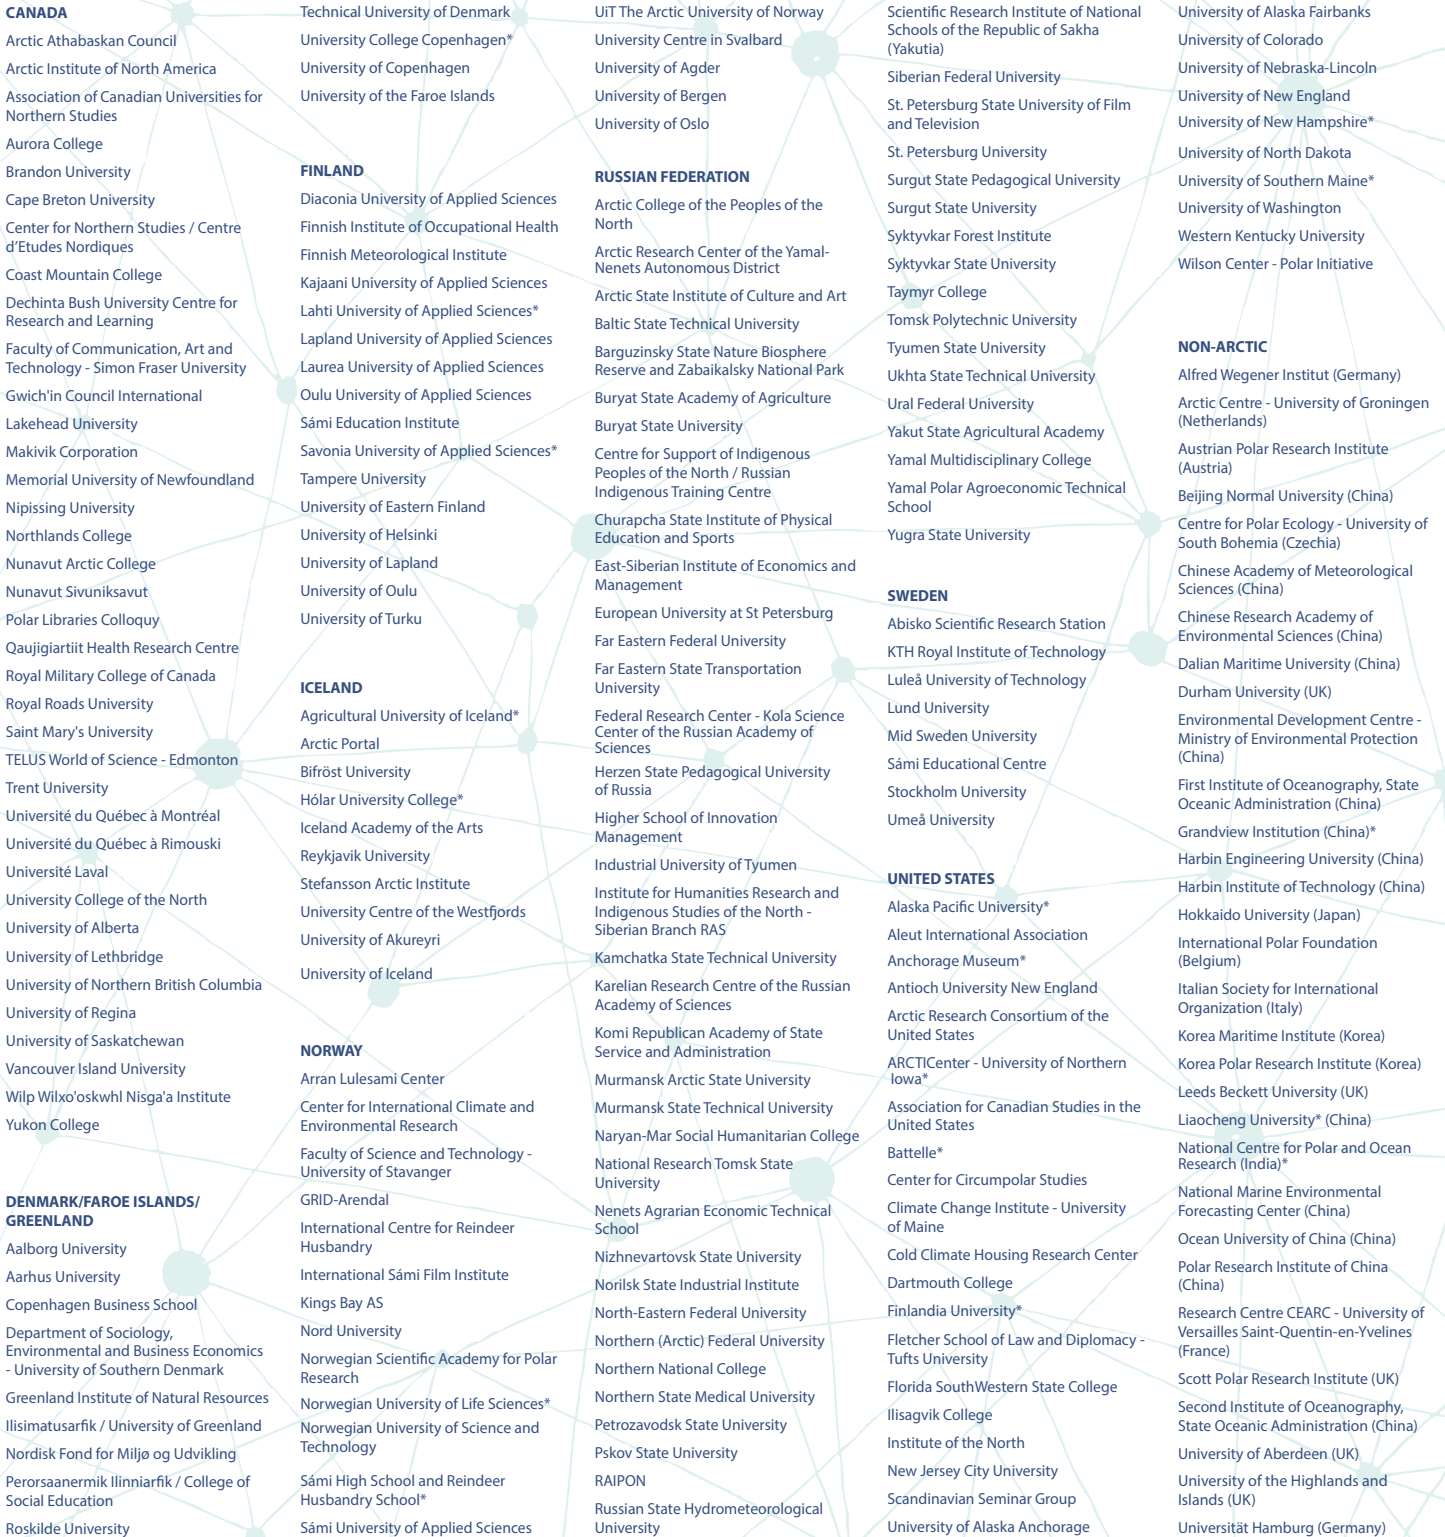 CANADA
Arctic Athabaskan Council
Arctic Institute of North America
Association of Canadian Universities for
Northern Studies
Aurora College
Brandon University
Cape Breton University
Center for Northern Studies / Centre
d'Etudes Nordiques
Coast Mountain College
Dechinta Bush University Centre for
Research and Learning
Faculty of Communication, Art and
Technology - Simon Fraser University
Gwich'in Council International
Lakehead University
Makivik Corporation
Memorial University of Newfoundland
Nipissing University
Northlands College
Nunavut Arctic College
Nunavut Sivuniksavut
Polar Libraries Colloquy
Qaujigiartiit Health Research Centre
Royal Military College of Canada
Royal Roads University
Saint Mary's University
TELUS World of Science - Edmonton
Trent University
Université du Québec à Montréal
Université du Québec à Rimouski
Université Laval
University College of the North
University of Alberta
University of Lethbridge
University of Northern British Columbia
University of Regina
University of Saskatchewan
Vancouver Island University
Wilp Wilxo'oskwhl Nisga'a Institute
Yukon College
DENMARK/FAROE ISLANDS/
GREENLAND
Aalborg University
Aarhus University
Copenhagen Business School
Department of Sociology,
Environmental and Business Economics
- University of Southern Denmark
Greenland Institute of Natural Resources
Ilisimatusarfik / University of Greenland
Nordisk Fond for Miljø og Udvikling
Perorsaanermik Ilinniarfik / College of
Social Education
Roskilde University
Technical University of Denmark
University College Copenhagen*
University of Copenhagen
University of the Faroe Islands
FINLAND
Diaconia University of Applied Sciences
Finnish Institute of Occupational Health
Finnish Meteorological Institute
Kajaani University of Applied Sciences
Lahti University of Applied Sciences*
Lapland University of Applied Sciences
Laurea University of Applied Sciences
Oulu University of Applied Sciences
Sámi Education Institute
Savonia University of Applied Sciences*
Tampere University
University of Eastern Finland
University of Helsinki
University of Lapland
University of Oulu
University of Turku
ICELAND
Agricultural University of Iceland*
Arctic Portal
Bifröst University
Hólar University College*
Iceland Academy of the Arts
Reykjavik University
Stefansson Arctic Institute
University Centre of the Westfjords
University of Akureyri
University of Iceland
NORWAY
Arran Lulesami Center
Center for International Climate and
Environmental Research
Faculty of Science and Technology -
University of Stavanger
GRID-Arendal
International Centre for Reindeer
Husbandry
International Sámi Film Institute
Kings Bay AS
Nord University
Norwegian Scientific Academy for Polar
Research
Norwegian University of Life Sciences*
Norwegian University of Science and
Technology
Sámi High School and Reindeer
Husbandry School*
Sámi University of Applied Sciences
UiT The Arctic University of Norway
University Centre in Svalbard
University of Agder
University of Bergen
University of Oslo
RUSSIAN FEDERATION
Arctic College of the Peoples of the
North
Arctic Research Center of the Yamal-
Nenets Autonomous District
Arctic State Institute of Culture and Art
Baltic State Technical University
Barguzinsky State Nature Biosphere
Reserve and Zabaikalsky National Park
Buryat State Academy of Agriculture
Buryat State University
Centre for Support of Indigenous
Peoples of the North / Russian
Indigenous Training Centre
Churapcha State Institute of Physical
Education and Sports
East-Siberian Institute of Economics and
Management
European University at St Petersburg
Far Eastern Federal University
Far Eastern State Transportation
University
Federal Research Center - Kola Science
Center of the Russian Academy of
Sciences
Herzen State Pedagogical University
of Russia
Higher School of Innovation
Management
Industrial University of Tyumen
Institute for Humanities Research and
Indigenous Studies of the North -
Siberian Branch RAS
Kamchatka State Technical University
Karelian Research Centre of the Russian
Academy of Sciences
Komi Republican Academy of State
Service and Administration
Murmansk Arctic State University
Murmansk State Technical University
Naryan-Mar Social Humanitarian College
National Research Tomsk State
University
Nenets Agrarian Economic Technical
School
Nizhnevartovsk State University
Norilsk State Industrial Institute
North-Eastern Federal University
Northern (Arctic) Federal University
Northern National College
Northern State Medical University
Petrozavodsk State University
Pskov State University
RAIPON
Russian State Hydrometeorological
University
Scientific Research Institute of National
Schools of the Republic of Sakha
(Yakutia)
Siberian Federal University
St. Petersburg State University of Film
and Television
St. Petersburg University
Surgut State Pedagogical University
Surgut State University
Syktyvkar Forest Institute
Syktyvkar State University
Taymyr College
Tomsk Polytechnic University
Tyumen State University
Ukhta State Technical University
Ural Federal University
Yakut State Agricultural Academy
Yamal Multidisciplinary College
Yamal Polar Agroeconomic Technical
School
Yugra State University
SWEDEN
Abisko Scientific Research Station
KTH Royal Institute of Technology
Luleå University of Technology
Lund University
Mid Sweden University
Sámi Educational Centre
Stockholm University
Umeå University
UNITED STATES
Alaska Pacific University*
Aleut International Association
Anchorage Museum*
Antioch University New England
Arctic Research Consortium of the
United States
ARCTICenter - University of Northern
Iowa*
Association for Canadian Studies in the
United States
Battelle*
Center for Circumpolar Studies
Climate Change Institute - University
of Maine
Cold Climate Housing Research Center
Dartmouth College
Finlandia University*
Fletcher School of Law and Diplomacy -
Tufts University
Florida SouthWestern State College
Ilisagvik College
Institute of the North
New Jersey City University
Scandinavian Seminar Group
University of Alaska Anchorage
University of Alaska Fairbanks
University of Colorado
University of Nebraska-Lincoln
University of New England
University of New Hampshire*
University of North Dakota
University of Southern Maine*
University of Washington
Western Kentucky University
Wilson Center - Polar Initiative
NON-ARCTIC
Alfred Wegener Institut (Germany)
Arctic Centre - University of Groningen
(Netherlands)
Austrian Polar Research Institute
(Austria)
Beijing Normal University (China)
Centre for Polar Ecology - University of
South Bohemia (Czechia)
Chinese Academy of Meteorological
Sciences (China)
Chinese Research Academy of
Environmental Sciences (China)
Dalian Maritime University (China)
Durham University (UK)
Environmental Development Centre -
Ministry of Environmental Protection
(China)
First Institute of Oceanography, State
Oceanic Administration (China)
Grandview Institution (China)*
Harbin Engineering University (China)
Harbin Institute of Technology (China)
Hokkaido University (Japan)
International Polar Foundation
(Belgium)
Italian Society for International
Organization (Italy)
Korea Maritime Institute (Korea)
Korea Polar Research Institute (Korea)
Leeds Beckett University (UK)
Liaocheng University* (China)
National Centre for Polar and Ocean
Research (India)*
National Marine Environmental
Forecasting Center (China)
Ocean University of China (China)
Polar Research Institute of China
(China)
Research Centre CEARC - University of
Versailles Saint-Quentin-en-Yvelines
(France)
Scott Polar Research Institute (UK)
Second Institute of Oceanography,
State Oceanic Administration (China)
University of Aberdeen (UK)
University of the Highlands and
Islands (UK)
Universität Hamburg (Germany)